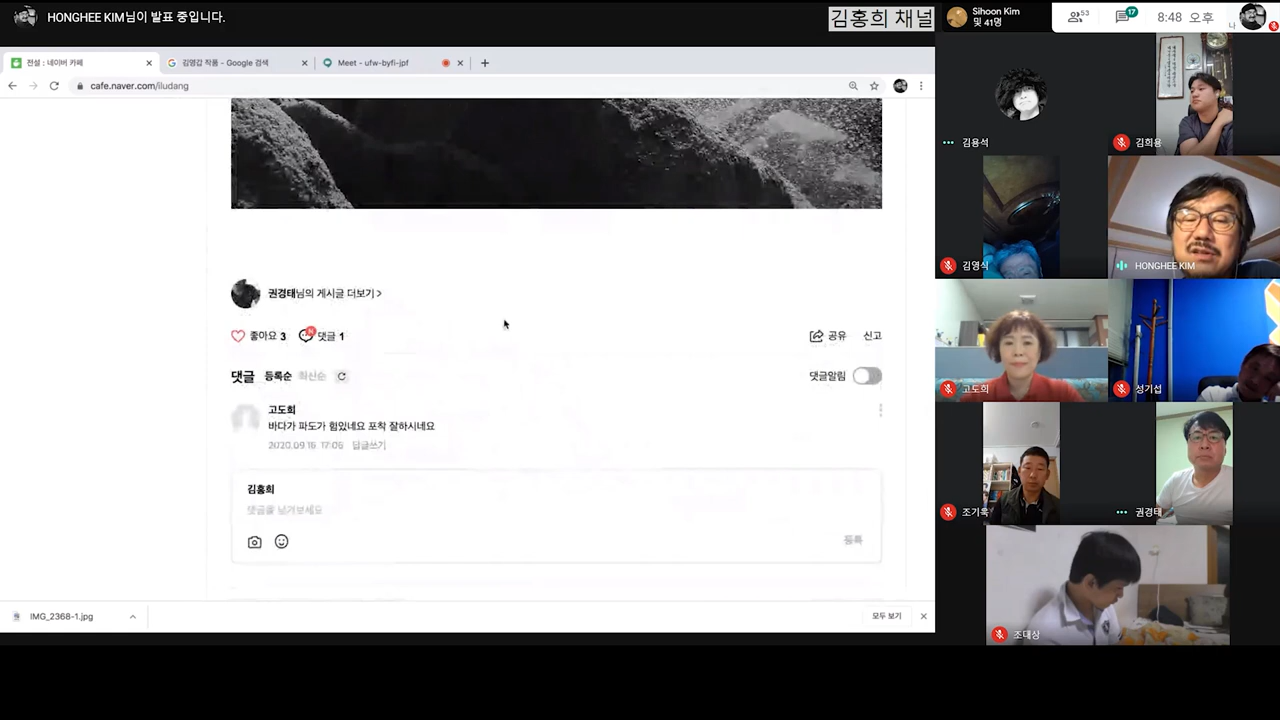 HONGHEE KIM님이 발표 중입니다.
김홍희 채널
Sihoon Kim
및 41명
53
17
8:48 오후
나
전설 : 네이버 카페
김영갑 작품 - Google 검색
Meet - ufw-byfi-jpf
cafe.naver.com/iludang
김용석
김희용
김영식
HONGHEE KIM
권경태님의 게시글 더보기 >
좋아요 3
N
댓글 1
공유
신고
댓글
등록순
최신순
댓글알림
고도희
성기섭
고도희
바다가 파도가 힘있네요 포착 잘하시네요
2020.09.16 17:06 답글쓰기
김홍희
댓글을 남겨보세요
등록
조기욱
권경태
IMG_2368-1.jpg
모두 보기
조대상